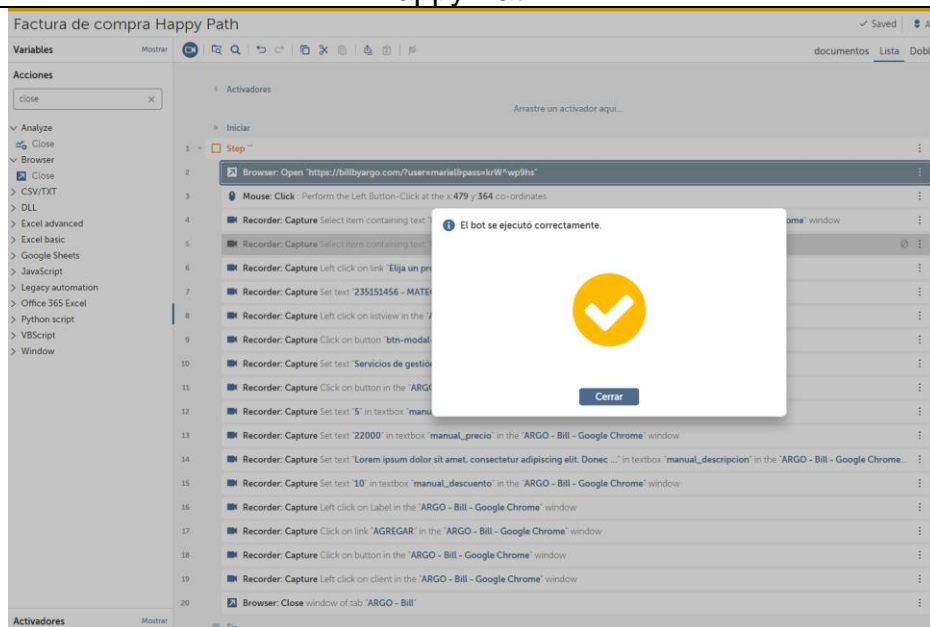 Factura de compra Happy Path
Saved
Variables
Mostrar
documentos Lista
Acciones
close
Analyze
Close
Browser
Close
CSV/TXT
DLL
Excel advanced
Excel basic
Google Sheets
JavaScript
Legacy automation
Office 365 Excel
Python script
VBScript
Window
Activadores
Mostrar
Activadores
Arrastre un activador aquí...
Iniciar
1 Step
2 Browser: Open "https://billbyargo.com/?user=mariel&pass=krW^wp9hs"
3 Mouse: Click Perform the Left Button-Click at the x 479 y 364 co-ordinates
4 Recorder: Capture Select item containing text window
5 Recorder: Capture Select item containing text
6 Recorder: Capture Left click on link "Elija un
7 Recorder: Capture Set text "235151456 -
8 Recorder: Capture Left click on listview in the
9 Recorder: Capture Click on button
10 Recorder: Capture Set text "Servicios de
11 Recorder: Capture Click on button in the
12 Recorder: Capture Set text "5" in textbox
13 Recorder: Capture Set text "22000" in textbox "manual_precio" in the "ARGO - Bill - Google Chrome" window
14 Recorder: Capture Set text "Lorem ipsum dolor sit amet, consectetur adipiscing elit. Donec ..." in textbox "manual_descripcion" in the "ARGO - Bill - Google Chrome...
15 Recorder: Capture Set text "10" in textbox "manual_descuento" in the "ARGO - Bill - Google Chrome" window
16 Recorder: Capture Left click on Label in the "ARGO - Bill - Google Chrome" window
17 Recorder: Capture Click on link "AGREGAR" in the "ARGO - Bill - Google Chrome" window
18 Recorder: Capture Click on button in the "ARGO - Bill - Google Chrome" window
19 Recorder: Capture Left click on client in the "ARGO - Bill - Google Chrome" window
20 Browser: Close window of tab "ARGO - Bill"
El bot se ejecutó correctamente.
Cerrar